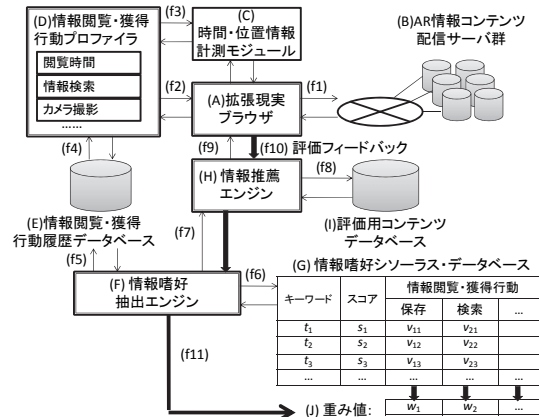 (D)情報閲覧・獲得
行動プロファイラ
閲覧時間
情報検索
カメラ撮影
……
(f3)
(C)
時間・位置情報
計測モジュール
(B)AR情報コンテンツ
配信サーバ群
(f2)
(A)拡張現実
ブラウザ
(f1)
(f4)
(f9)
(f10) 評価フィードバック
(H) 情報推薦
エンジン
(f8)
(E)情報閲覧・獲得
行動履歴データベース
(I)評価用コンテンツ
データベース
(f5)
(f7)
(F) 情報嗜好
抽出エンジン
(f6)
(G) 情報嗜好シソーラス・データベース
キーワード スコア 情報閲覧・獲得行動
保存 検索 ...
t1 s1 v11 v21
t2 s2 v12 v22
t3 s3 v13 v23
... ... ... ... ...
(f11)
(J) 重み値: w1 w2 ...